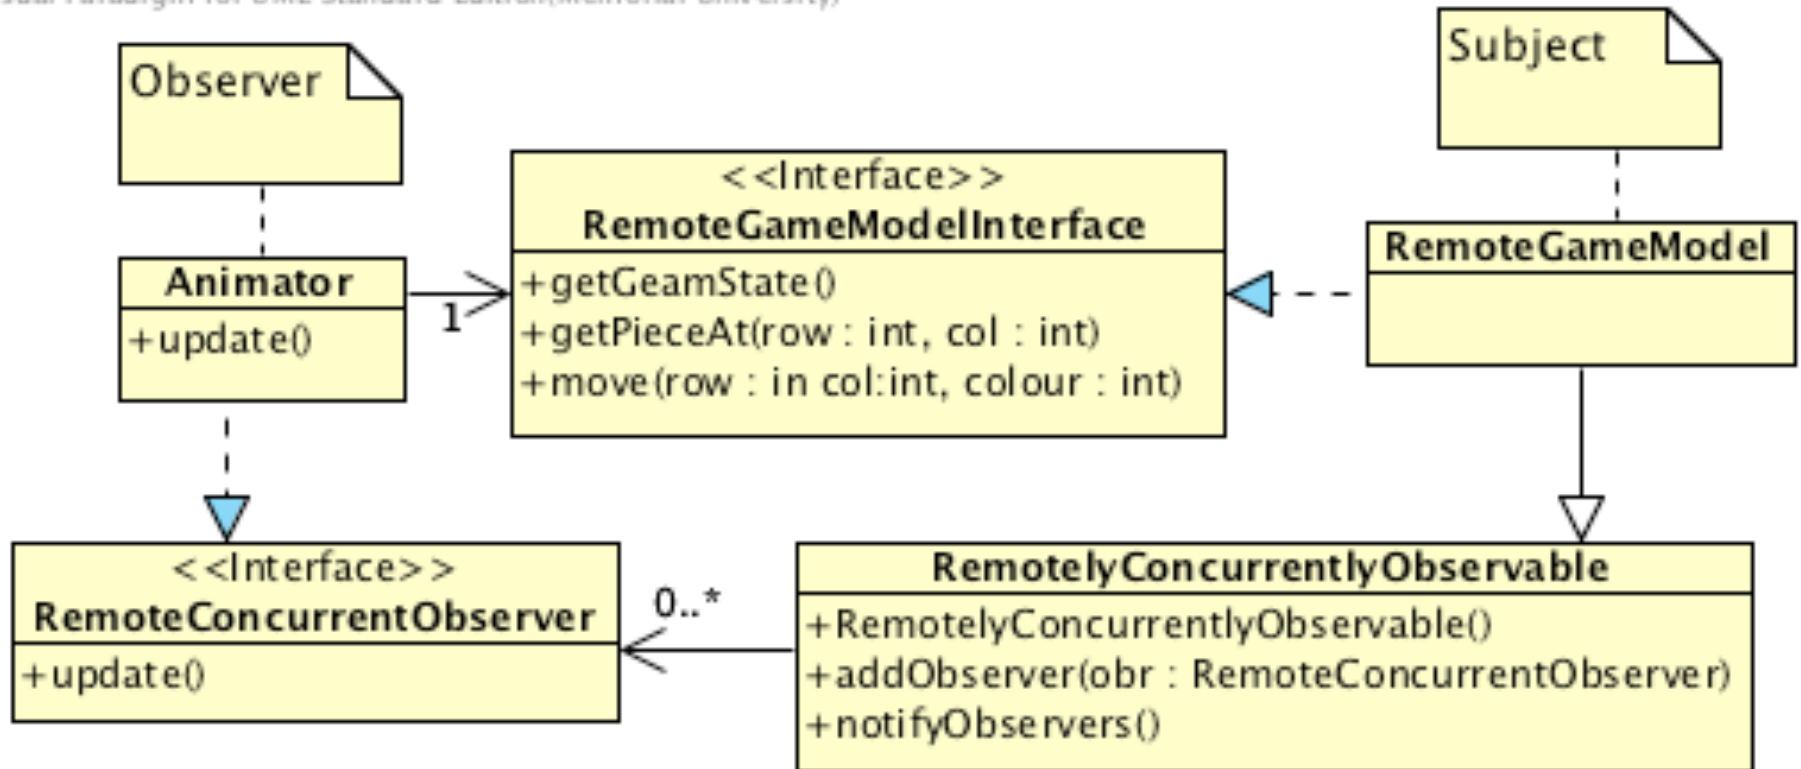 Observer
Subject
<<Interface>>
RemoteGameModelInterface
+getGeamState()
+getPieceAt(row : int, col : int)
+move(row : in col:int, colour : int)
RemoteGameModel
Animator
+update()
1
<<Interface>>
RemoteConcurrentObserver
+update()
0..*
RemotelyConcurrentlyObservable
+RemotelyConcurrentlyObservable()
+addObserver(obr : RemoteConcurrentObserver)
+notifyObservers()